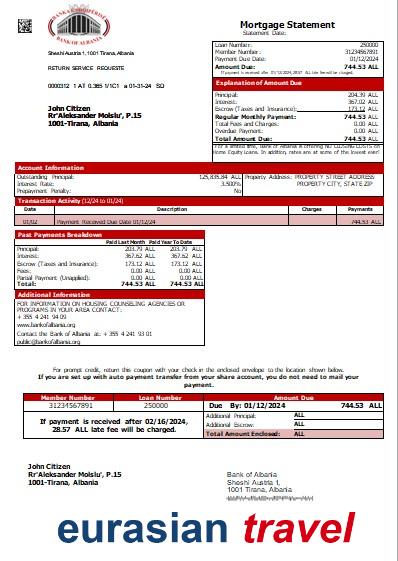 BANKA E SHQIPERISE
BANK OF ALBANIA
Mortgage Statement
Statement Date:
Sheshi Austria 1, 1001 Tirana, Albania
RETURN SERVICE REQUESTE
0000312 1 AT 0.365 1/1C1 a 01-31-24 SQ
John Citizen
Rr'Aleksander Moisiu', P.15
1001-Tirana, Albania
Loan Number: 250000
Member Number: 31234567891
Payment Due Date: 01/12/2024
Amount Due: 744.53 ALL
If payment is received after 01/12/2024, 28.57 ALL late fee will be charged.
Explanation of Amount Due
Principal: 204.39 ALL
Interest: 367.02 ALL
Escrow (Taxes and Insurance): 173.12 ALL
Regular Monthly Payment: 744.53 ALL
Total Fees and Charges: 0.00 ALL
Overdue Payment: 0.00 ALL
Total Amount Due: 744.53 ALL
For a limited time, Bank of Albania is offering NO CLOSING COSTS on
Home Equity Loans. In addition, rates are at some of the lowest ever!
Account Information
Outstanding Principal: 125,835.84 ALL
Interest Rate: 3.500%
Prepayment Penalty: No
Property Address: PROPERTY STREET ADDRESS
PROPERTY CITY, STATE ZIP
Transaction Activity (12/24 to 01/24)
Date Description Charges Payments
01/02 Payment Received Due Date 01/12/24 744.53 ALL
Past Payments Breakdown
Paid Last Month Paid Year To Date
Principal: 203.79 ALL 203.79 ALL
Interest: 367.62 ALL 367.62 ALL
Escrow (Taxes and Insurance): 173.12 ALL 173.12 ALL
Fees: 0.00 ALL 0.00 ALL
Partial Payment (Unapplied): 0.00 ALL 0.00 ALL
Total: 744.53 ALL 744.53 ALL
Additional Information
FOR INFORMATION ON HOUSING COUNSELING AGENCIES OR
PROGRAMS IN YOUR AREA CONTACT:
+ 355 4 241 94 09
www.bankofalbania.org
Contact the Bank of Albania at: + 355 4 241 93 01
public@bankofalbania.org
For prompt credit, return this coupon with your check in the enclosed envelope to the location shown below.
If you are set up with auto payment transfer from your share account, you do not need to mail your
payment.
Member Number Loan Number Amount Due
31234567891 250000 Due By: 01/12/2024 744.53 ALL
If payment is received after 02/16/2024,
28.57 ALL late fee will be charged.
Additional Principal: ALL
Additional Escrow: ALL
Total Amount Enclosed: ALL
John Citizen
Rr'Aleksander Moisiu', P.15
1001-Tirana, Albania
Bank of Albania
Sheshi Austria 1,
1001 Tirana, Albania
eurasian travel